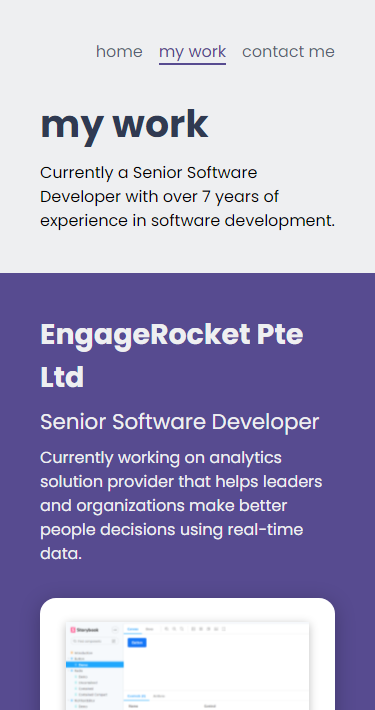 home my work contact me
my work
Currently a Senior Software
Developer with over 7 years of
experience in software development.
EngageRocket Pte
Ltd
Senior Software Developer
Currently working on analytics
solution provider that helps leaders
and organizations make better
people decisions using real-time
data.
Storybook